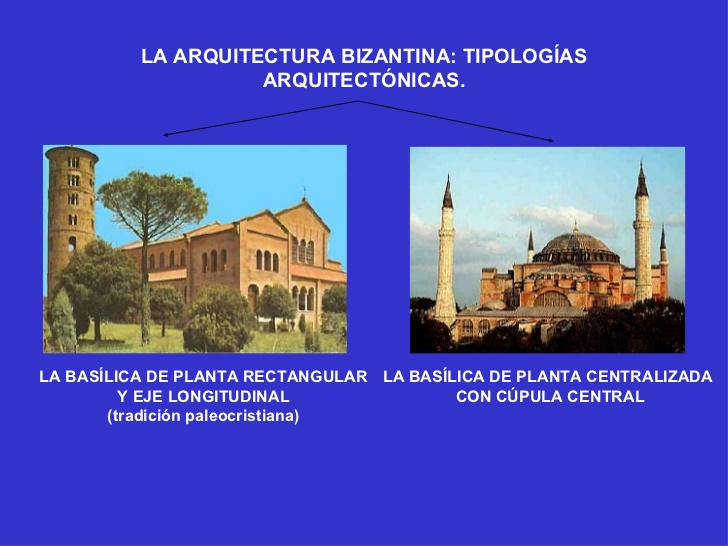 LA ARQUITECTURA BIZANTINA: TIPOLOGÍAS
ARQUITECTÓNICAS.
LA BASÍLICA DE PLANTA RECTANGULAR
Y EJE LONGITUDINAL
(tradición paleocristiana)
LA BASÍLICA DE PLANTA CENTRALIZADA
CON CÚPULA CENTRAL